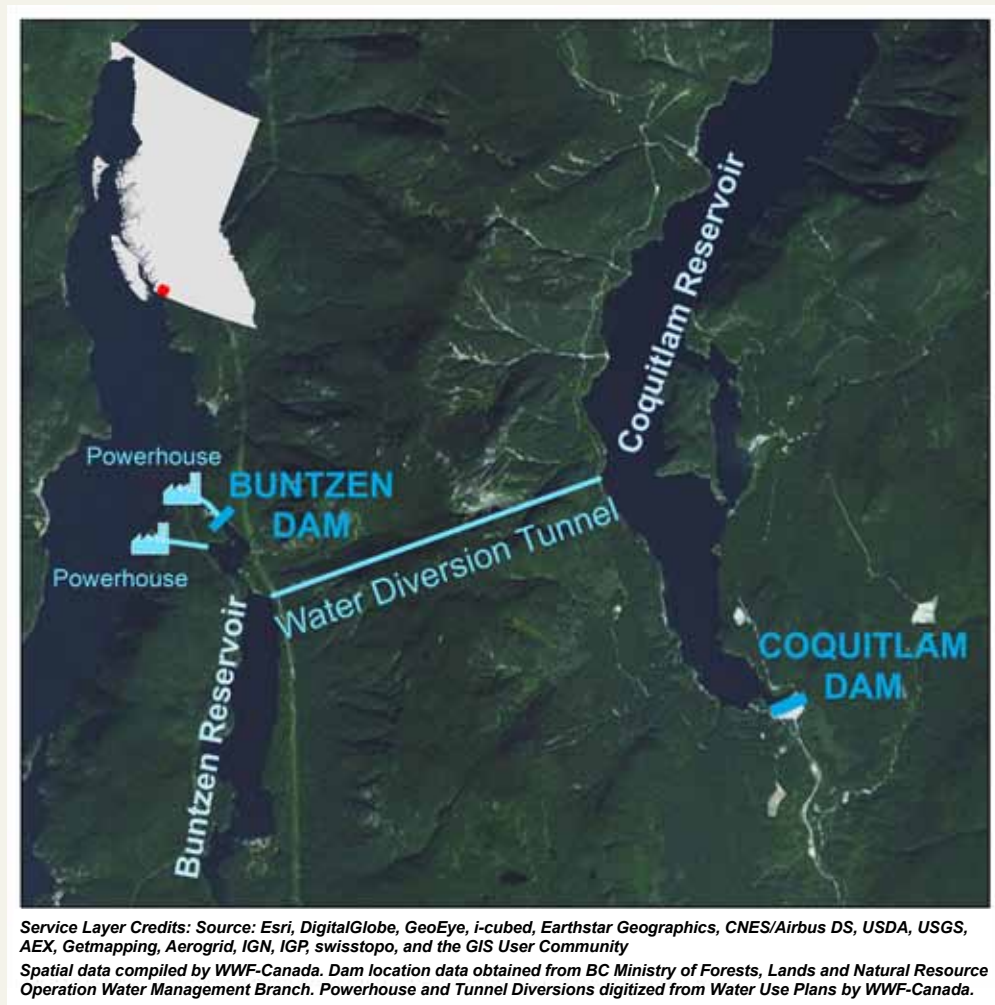 Coquitlam Reservoir
Powerhouse
BUNTZEN
DAM
Powerhouse
Water Diversion Tunnel
Buntzen Reservoir
COQUITLAM
DAM
Service Layer Credits: Source: Esri, DigitalGlobe, GeoEye, i-cubed, Earthstar Geographics, CNES/Airbus DS, USDA, USGS,
AEX, Getmapping, Aerogrid, IGN, IGP, swisstopo, and the GIS User Community
Spatial data compiled by WWF-Canada. Dam location data obtained from BC Ministry of Forests, Lands and Natural Resource
Operation Water Management Branch. Powerhouse and Tunnel Diversions digitized from Water Use Plans by WWF-Canada.